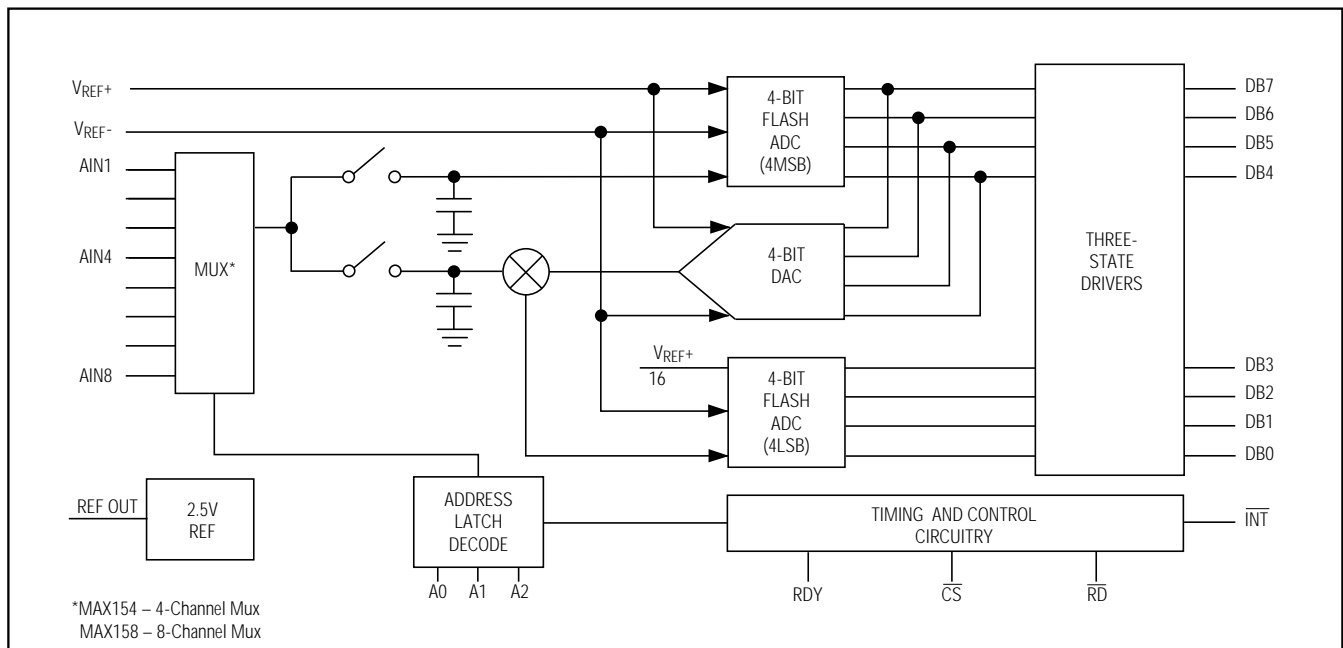 VREF+
VREF-
AIN1
AIN4
AIN8
MUX*
4-BIT
FLASH
ADC
(4MSB)
4-BIT
DAC
VREF+
16
4-BIT
FLASH
ADC
(4LSB)
THREE-
STATE
DRIVERS
DB7
DB6
DB5
DB4
DB3
DB2
DB1
DB0
REF OUT
2.5V
REF
ADDRESS
LATCH
DECODE
A0 A1 A2
TIMING AND CONTROL
CIRCUITRY
INT
RDY
CS
RD
*MAX154 – 4-Channel Mux
MAX158 – 8-Channel Mux